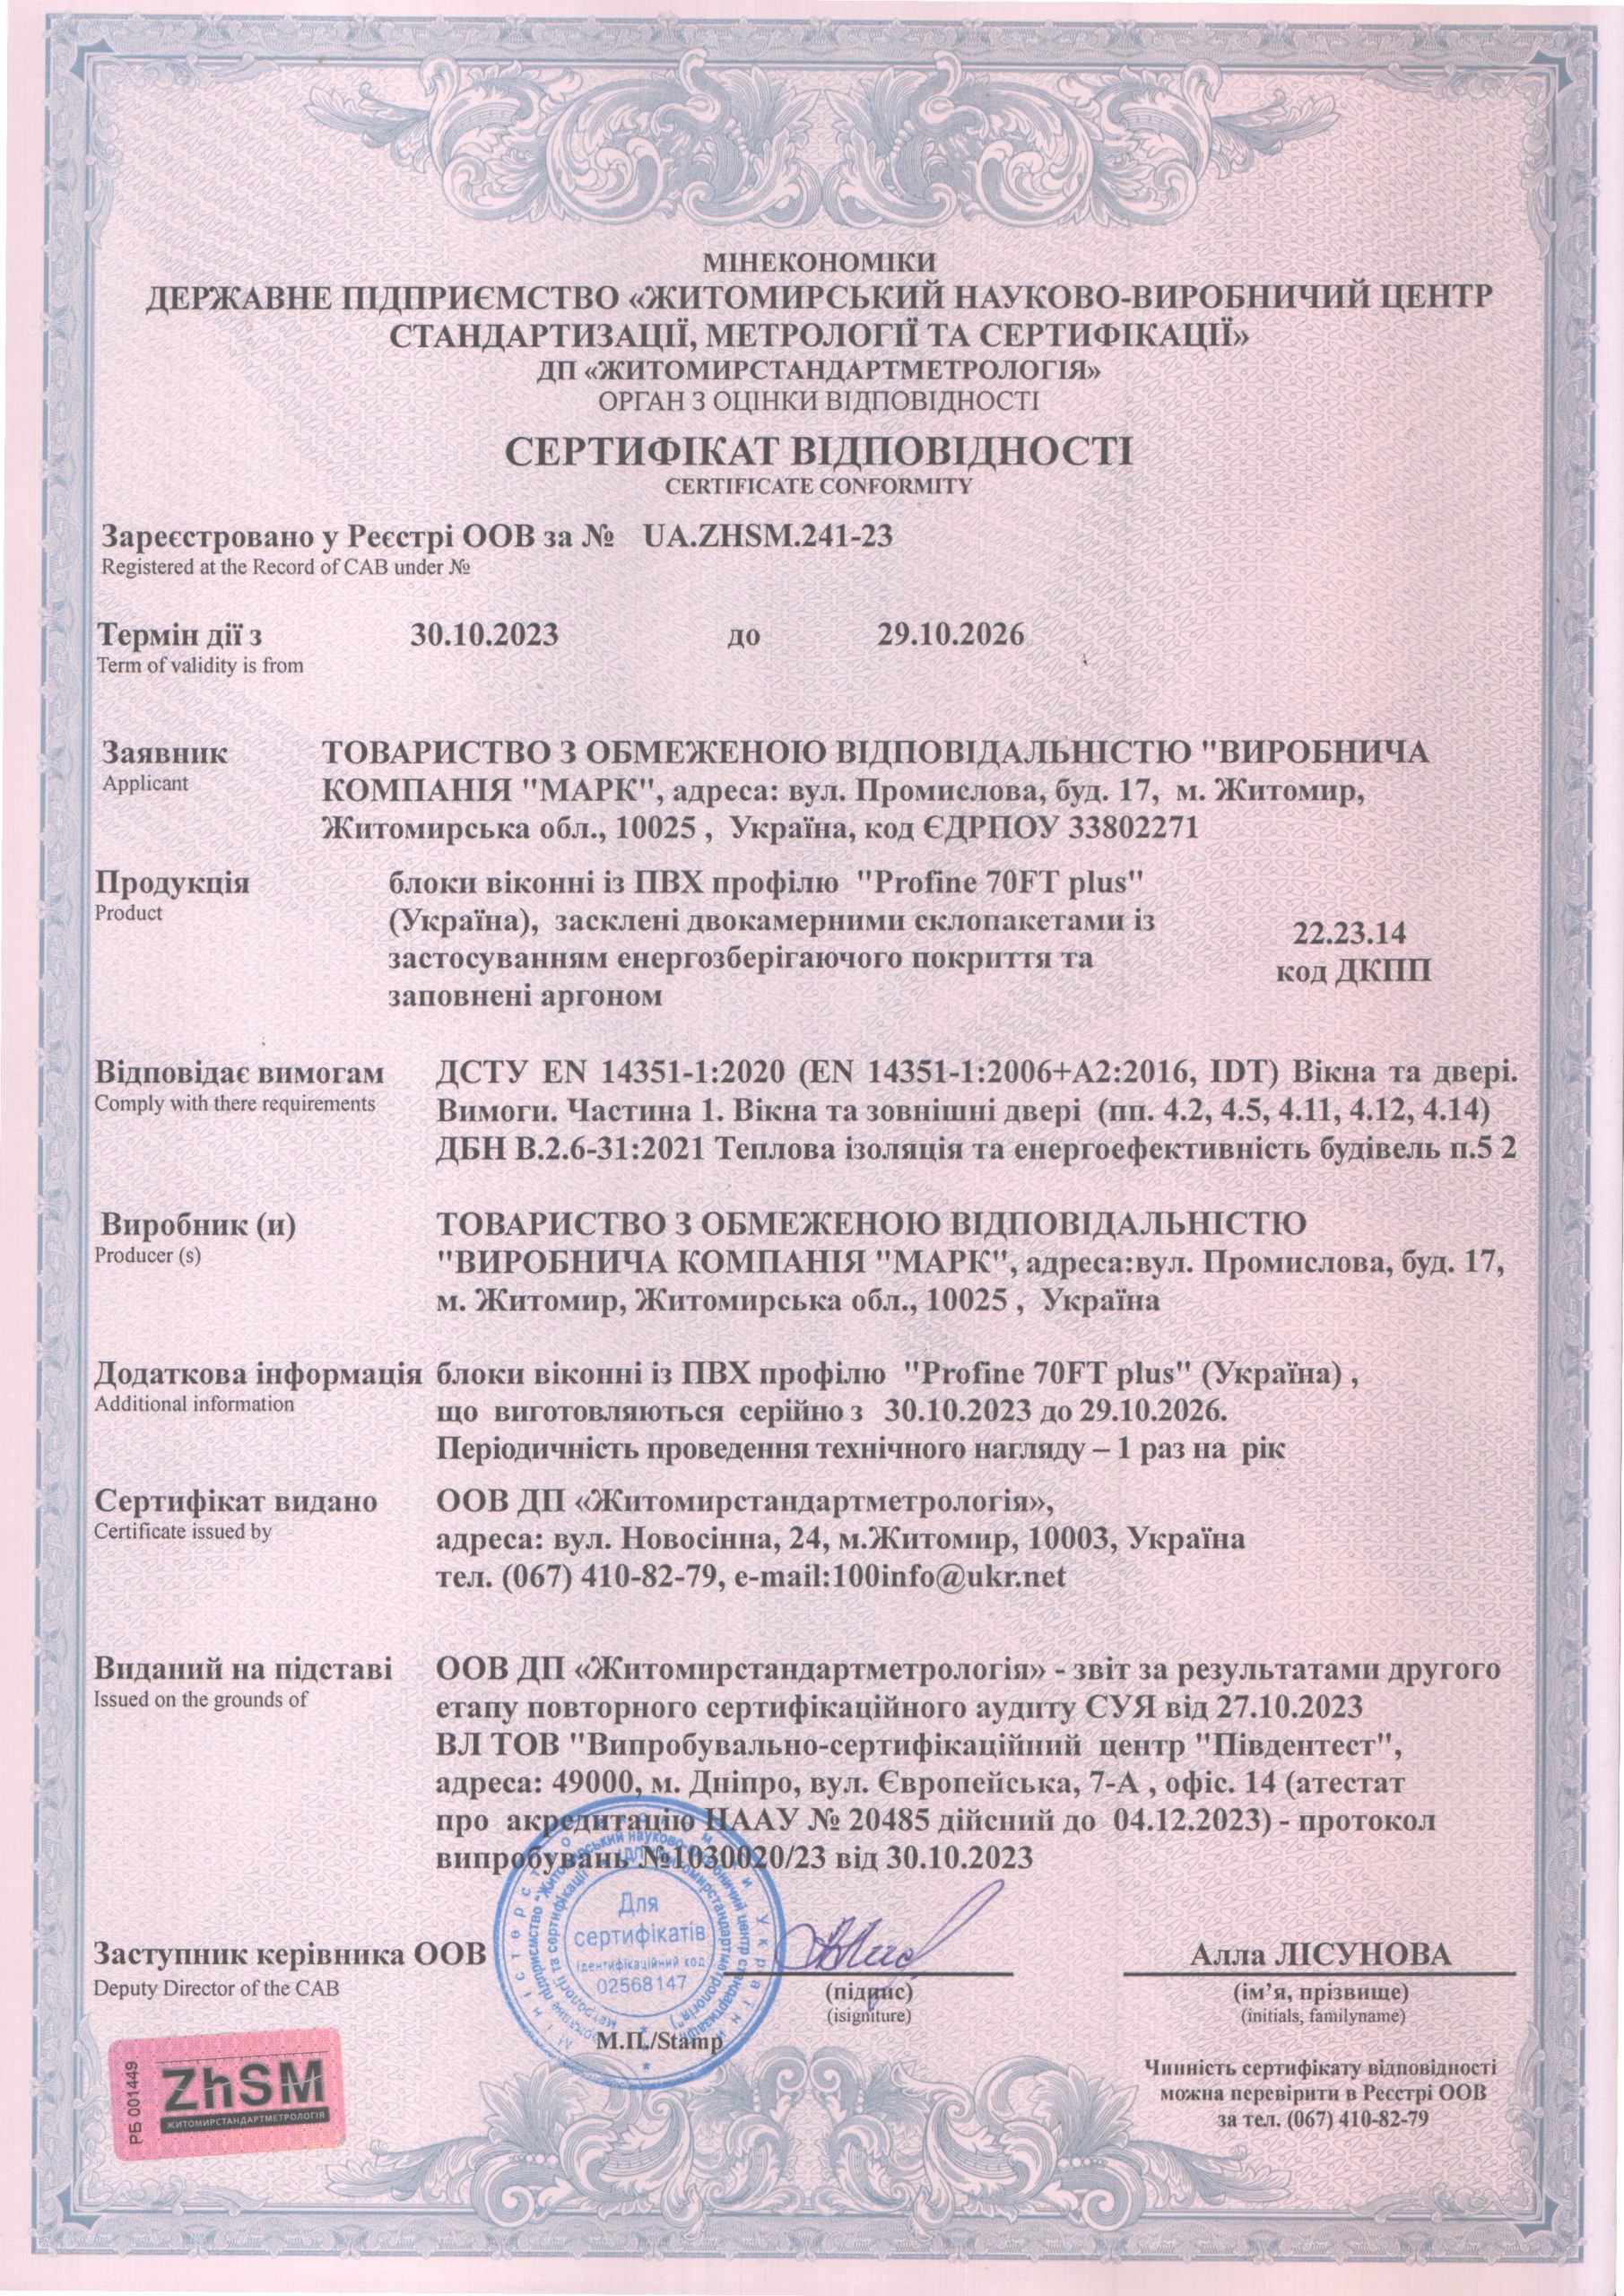 МІНЕКОНОМІКИ
ДЕРЖАВНЕ ПІДПРИЄМСТВО «ЖИТОМИРСЬКИЙ НАУКОВО-ВИРОБНИЧИЙ ЦЕНТР
СТАНДАРТИЗАЦІЇ, МЕТРОЛОГІЇ ТА СЕРТИФІКАЦІЇ»
ДП «ЖИТОМИРСТАНДАРТМЕТРОЛОГІЯ»
ОРГАН З ОЦІНКИ ВІДПОВІДНОСТІ
СЕРТИФІКАТ ВІДПОВІДНОСТІ
CERTIFICATE CONFORMITY
Зареєстровано у Реєстрі ООВ за № UA.ZHSM.241-23
Registered at the Record of CAB under №
Термін дії з 30.10.2023 до 29.10.2026
Term of validity is from
Заявник ТОВАРИСТВО З ОБМЕЖЕНОЮ ВІДПОВІДАЛЬНІСТЮ "ВИРОБНИЧА
Applicant КОМПАНІЯ "МАРК", адреса: вул. Промислова, буд. 17, м. Житомир,
Житомирська обл., 10025 , Україна, код ЄДРПОУ 33802271
Продукція блоки віконні із ПВХ профілю "Profine 70FT plus"
Product (Україна), засклені двокамерними склопакетами із
застосуванням енергозберігаючого покриття та
заповнені аргоном
22.23.14
код ДКПП
Відповідає вимогам ДСТУ EN 14351-1:2020 (EN 14351-1:2006+A2:2016, IDT) Вікна та двері.
Comply with there requirements Вимоги. Частина 1. Вікна та зовнішні двері (пп. 4.2, 4.5, 4.11, 4.12, 4.14)
ДБН В.2.6-31:2021 Теплова ізоляція та енергоефективність будівель п.5 2
Виробник (и) ТОВАРИСТВО З ОБМЕЖЕНОЮ ВІДПОВІДАЛЬНІСТЮ
Producer (s) "ВИРОБНИЧА КОМПАНІЯ "МАРК", адреса:вул. Промислова, буд. 17,
м. Житомир, Житомирська обл., 10025 , Україна
Додаткова інформація блоки віконні із ПВХ профілю "Profine 70FT plus" (Україна) ,
Additional information що виготовляються серійно з 30.10.2023 до 29.10.2026.
Періодичність проведення технічного нагляду – 1 раз на рік
Сертифікат видано ООВ ДП «Житомирстандартметрологія»,
Certificate issued by адреса: вул. Новосінна, 24, м.Житомир, 10003, Україна
тел. (067) 410-82-79, e-mail:100info@ukr.net
Виданий на підставі ООВ ДП «Житомирстандартметрологія» - звіт за результатами другого
Issued on the grounds of етапу повторного сертифікаційного аудиту СУЯ від 27.10.2023
ВЛ ТОВ "Випробувально-сертифікаційний центр "Південтест",
адреса: 49000, м. Дніпро, вул. Європейська, 7-А , офіс. 14 (атестат
про акредитацію НААУ № 20485 дійсний до 04.12.2023) - протокол
випробувань №1030020/23 від 30.10.2023
Для
сертифікатів
Ідентифікаційний код
02568147
Заступник керівника ООВ
Deputy Director of the CAB
(підпис)
(isigniture)
Алла ЛІСУНОВА
(ім’я, прізвище)
(initials, familyname)
М.П./Stamp
РБ 001449
ZhSM
ЖИТОМИРСТАНДАРТМЕТРОЛОГІЯ
Чинність сертифікату відповідності
можна перевірити в Реєстрі ООВ
за тел. (067) 410-82-79